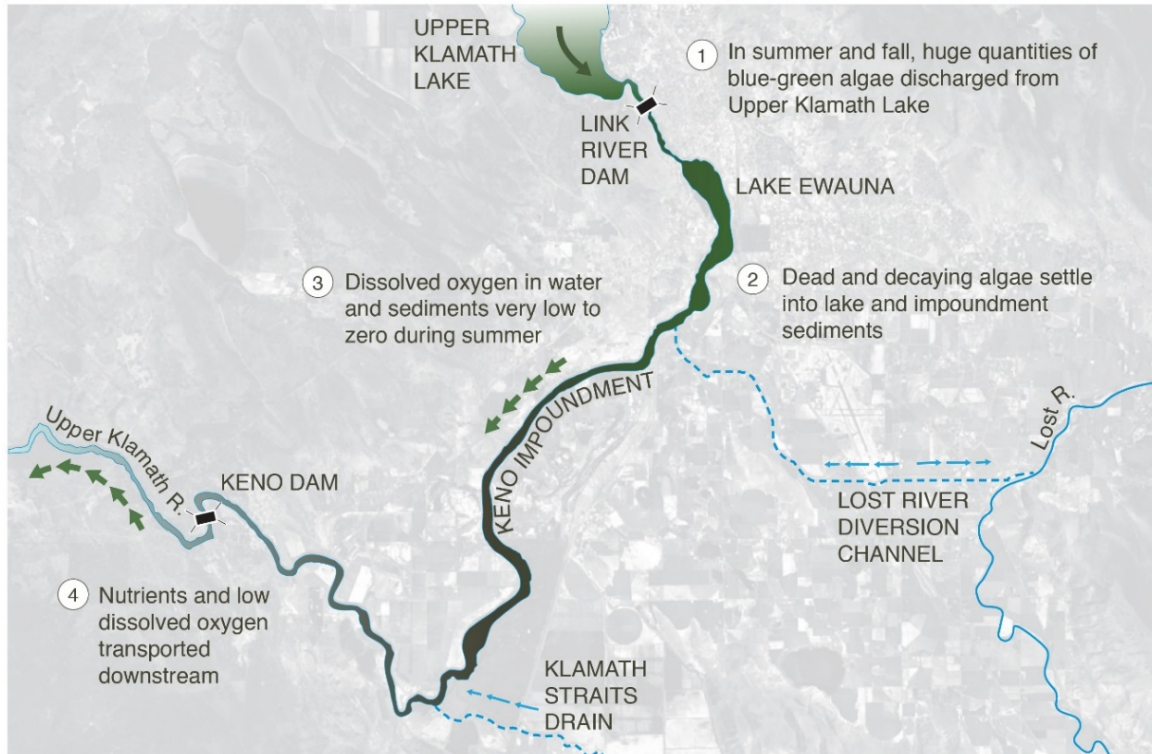 UPPER
KLAMATH
LAKE
1 In summer and fall, huge quantities of
blue-green algae discharged from
Upper Klamath Lake
LINK
RIVER
DAM
LAKE EWAUNA
3 Dissolved oxygen in water
and sediments very low to
zero during summer
2 Dead and decaying algae settle
into lake and impoundment
sediments
KENO IMPOUNDMENT
Lost R.
Upper Klamath R.
KENO DAM
LOST RIVER
DIVERSION
CHANNEL
4 Nutrients and low
dissolved oxygen
transported
downstream
KLAMATH
STRAITS
DRAIN